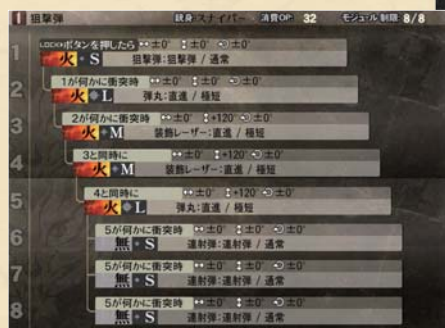 狙撃弾 銃身:スナイパー 消費OP: 32 モジュール制限 8/8
1 LOCK+ボタンを押したら ±0° ±0° ±0°
火 S 狙撃弾:狙撃弾 / 通常
2 1が何かに衝突時 ±0° ±0° ±0°
火 L 弾丸:直進 / 極短
3 2が何かに衝突時 ±0° +120° ±0°
火 M 装飾レーザー:直進 / 極短
4 3と同時に ±0° +120° ±0°
火 M 装飾レーザー:直進 / 極短
5 4と同時に ±0° +120° ±0°
火 L 弾丸:直進 / 極短
6 5が何かに衝突時 ±0° ±0° ±0°
無 S 連射弾:連射弾 / 通常
7 5が何かに衝突時 ±0° ±0° ±0°
無 S 連射弾:連射弾 / 通常
8 5が何かに衝突時 ±0° ±0° ±0°
無 S 連射弾:連射弾 / 通常